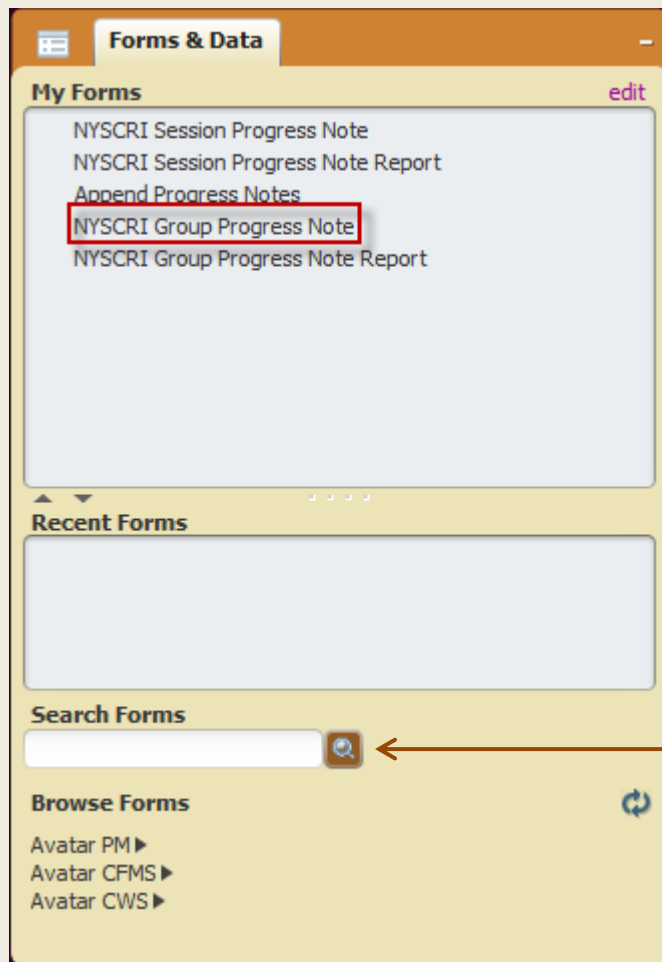 Forms & Data
My Forms edit
NYSCRI Session Progress Note
NYSCRI Session Progress Note Report
Append Progress Notes
NYSCRI Group Progress Note
NYSCRI Group Progress Note Report
Recent Forms
Search Forms
Browse Forms
Avatar PM
Avatar CFMS
Avatar CWS